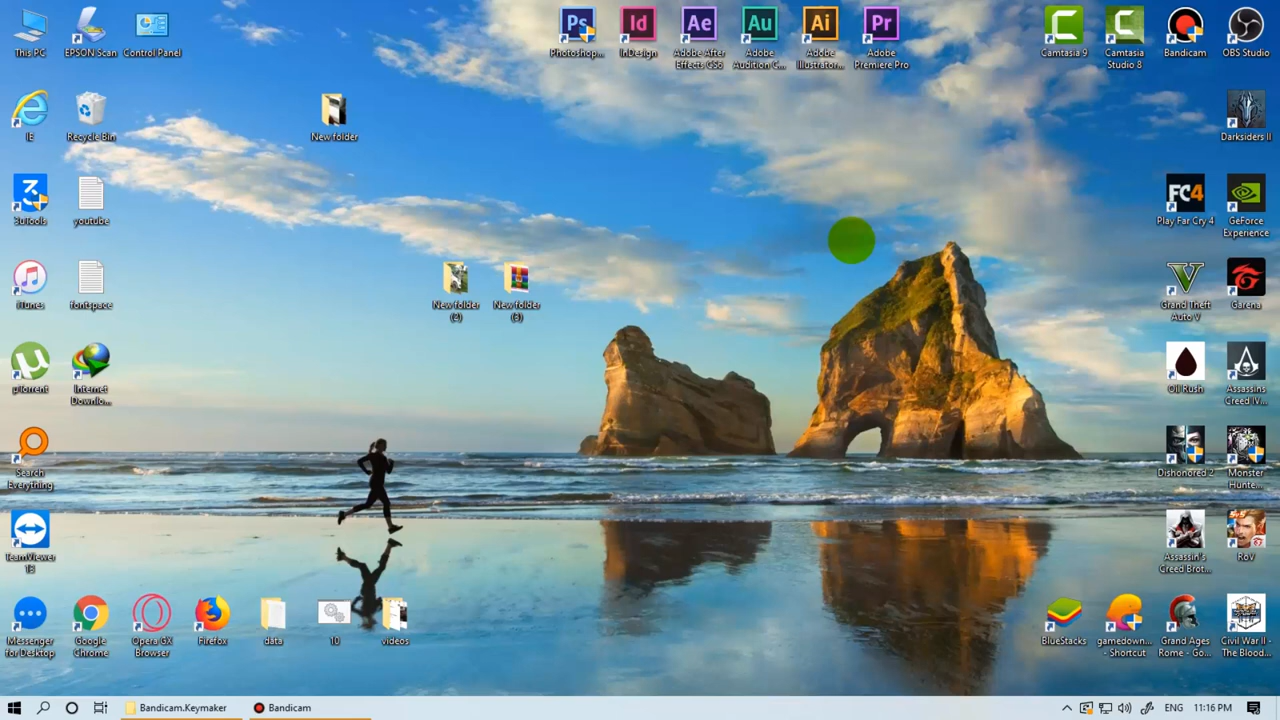 This PC
EPSON Scan
Control Panel
Ps
Photoshop...
Id
InDesign
Ae
Adobe After
Effects CS6
Au
Adobe
Audition C...
Ai
Adobe
Illustrator...
Pr
Adobe
Premiere Pro
Camtasia 9
Camtasia
Studio 8
Bandicam
OBS Studio
IE
Recycle Bin
New folder
Darksiders II
3uTools
youtube
FC4
Play Far Cry 4
GeForce
Experience
iTunes
fontspace
New folder
(2)
New folder
(3)
V
Grand Theft
Auto V
Garena
µTorrent
Internet
Downlo...
Oil Rush
Assassins
Creed IV...
Search
Everything
Dishonored 2
Monster
Hunte...
TeamViewer
13
Assassin's
Creed Brot...
5v5
RoV
Messenger
for Desktop
Google
Chrome
Opera GX
Browser
Firefox
data
10
videos
BlueStacks
gamedown...
- Shortcut
Grand Ages
Rome - Go...
Civil War II -
The Blood...
Bandicam.Keymaker
Bandicam
ENG
11:16 PM